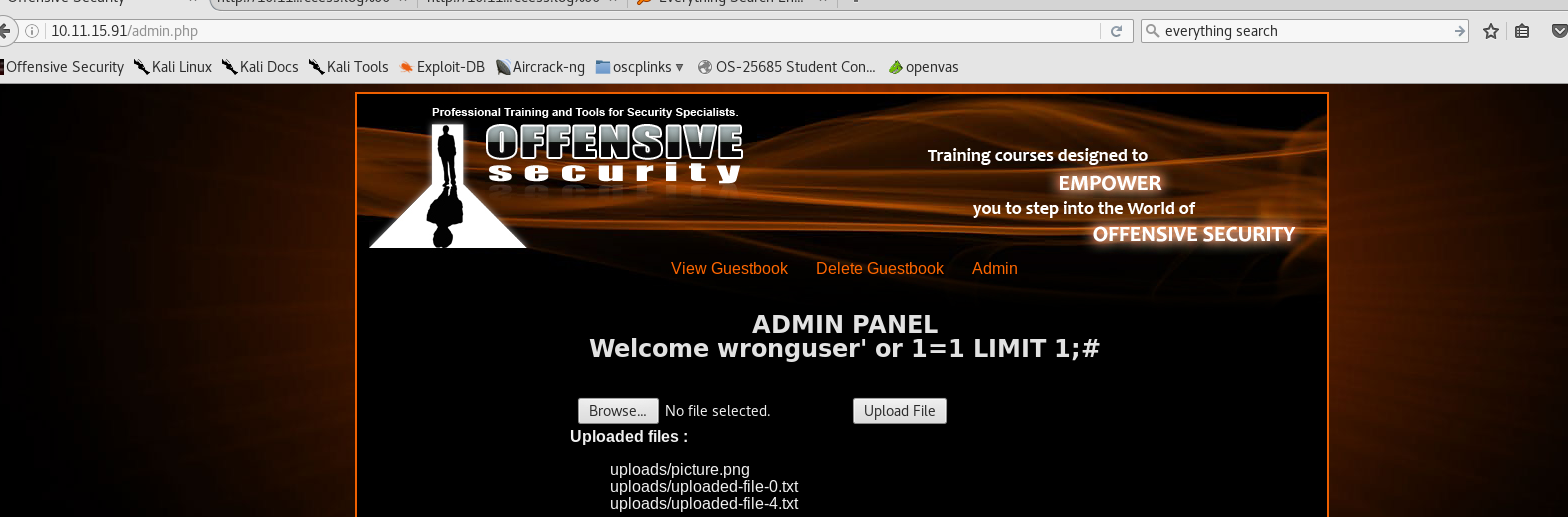 10.11.15.91/admin.php
everything search
Offensive Security Kali Linux Kali Docs Kali Tools Exploit-DB Aircrack-ng oscplinks OS-25685 Student Con... openvas
Professional Training and Tools for Security Specialists.
OFFENSIVE
security
Training courses designed to
EMPOWER
you to step into the World of
OFFENSIVE SECURITY
View Guestbook Delete Guestbook Admin
ADMIN PANEL
Welcome wronguser' or 1=1 LIMIT 1;#
Browse... No file selected. Upload File
Uploaded files :
uploads/picture.png
uploads/uploaded-file-0.txt
uploads/uploaded-file-4.txt